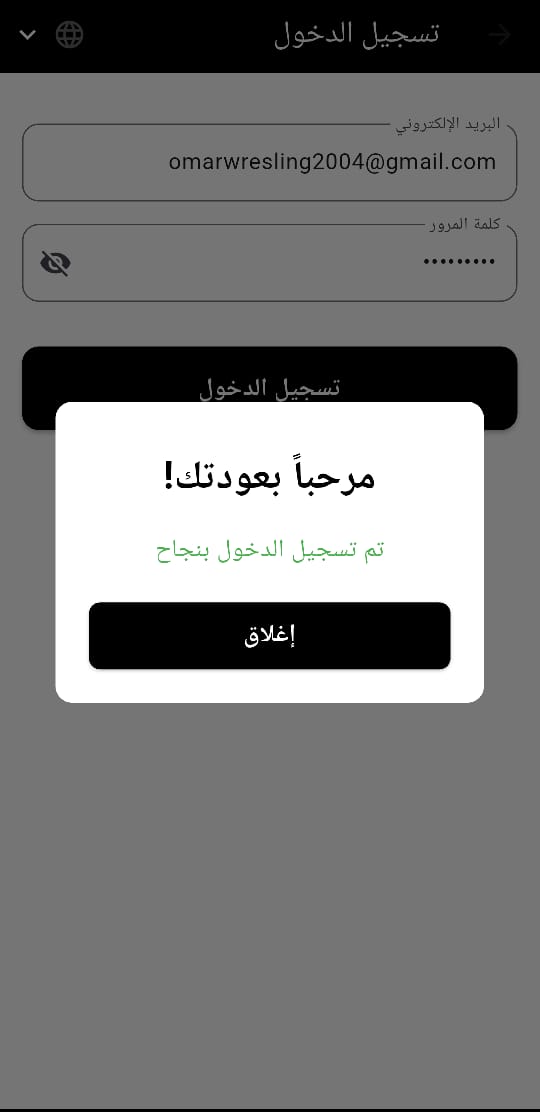 تسجيل الدخول
البريد الإلكتروني
omarwresling2004@gmail.com
كلمة المرور
•••••••••
تسجيل الدخول
مرحباً بعودتك!
تم تسجيل الدخول بنجاح
إغلاق